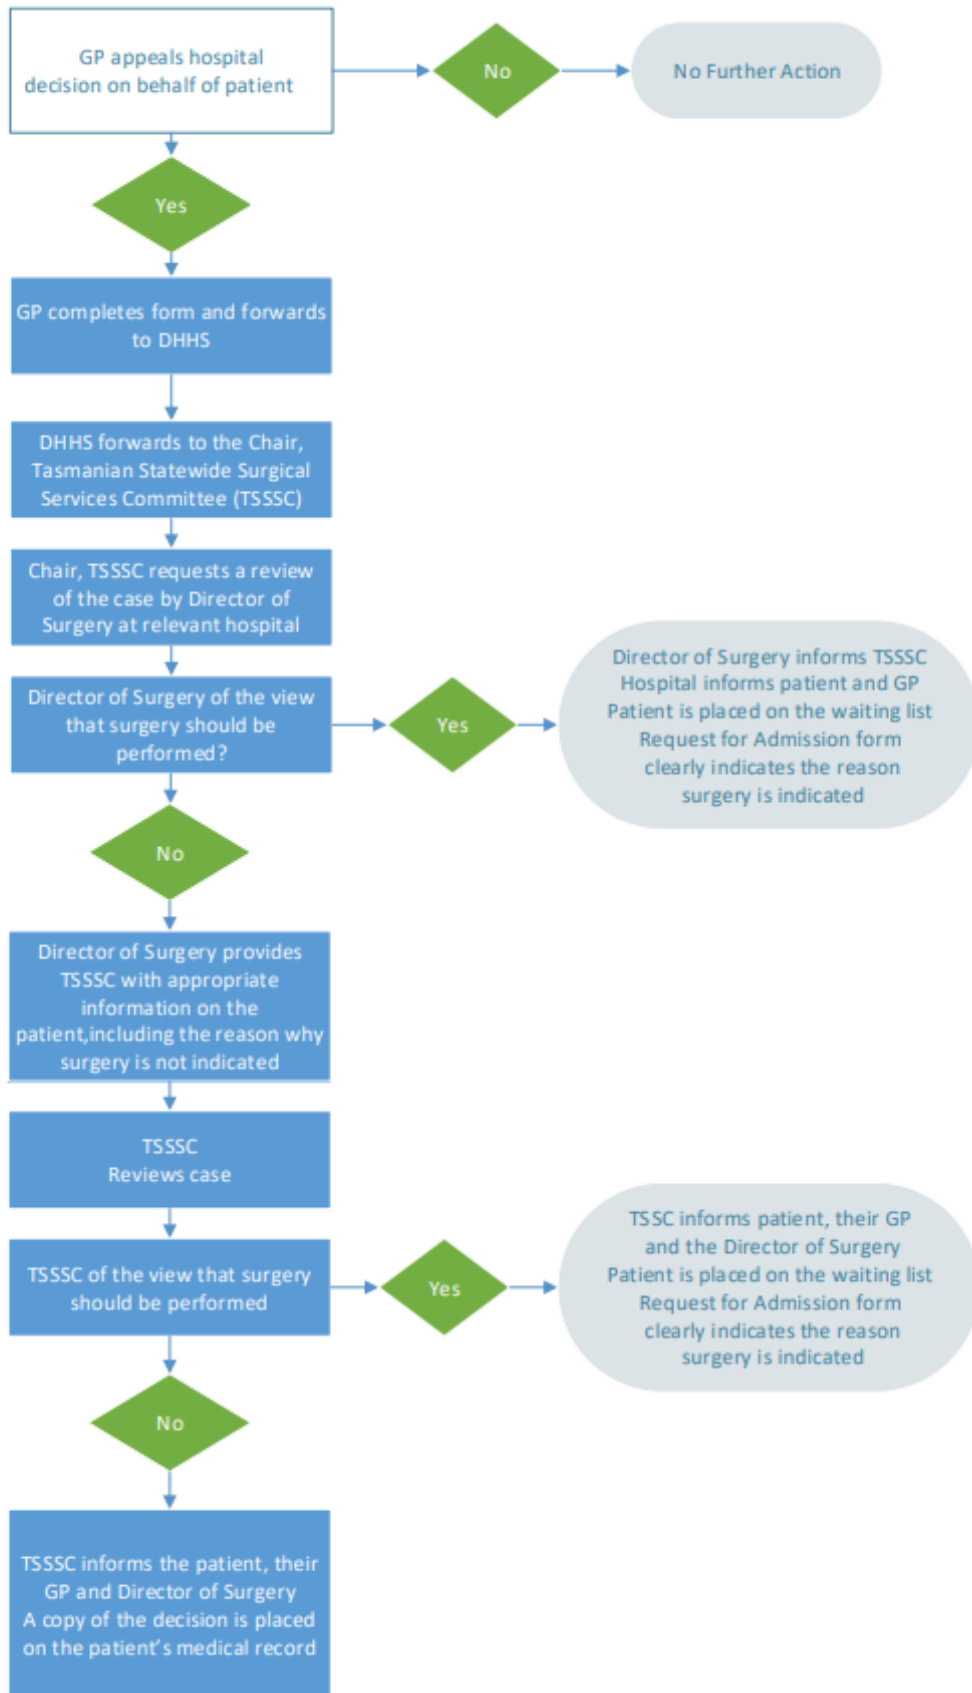 GP appeals hospital
decision on behalf of patient
No
No Further Action
Yes
GP completes form and forwards
to DHHS
DHHS forwards to the Chair,
Tasmanian Statewide Surgical
Services Committee (TSSSC)
Chair, TSSSC requests a review
of the case by Director of
Surgery at relevant hospital
Director of Surgery of the view
that surgery should be
performed?
Yes
Director of Surgery informs TSSSC
Hospital informs patient and GP
Patient is placed on the waiting list
Request for Admission form
clearly indicates the reason
surgery is indicated
No
Director of Surgery provides
TSSSC with appropriate
information on the
patient,including the reason why
surgery is not indicated
TSSSC
Reviews case
TSSSC of the view that surgery
should be performed
Yes
TSSC informs patient, their GP
and the Director of Surgery
Patient is placed on the waiting list
Request for Admission form
clearly indicates the reason
surgery is indicated
No
TSSSC informs the patient, their
GP and Director of Surgery
A copy of the decision is placed
on the patient's medical record